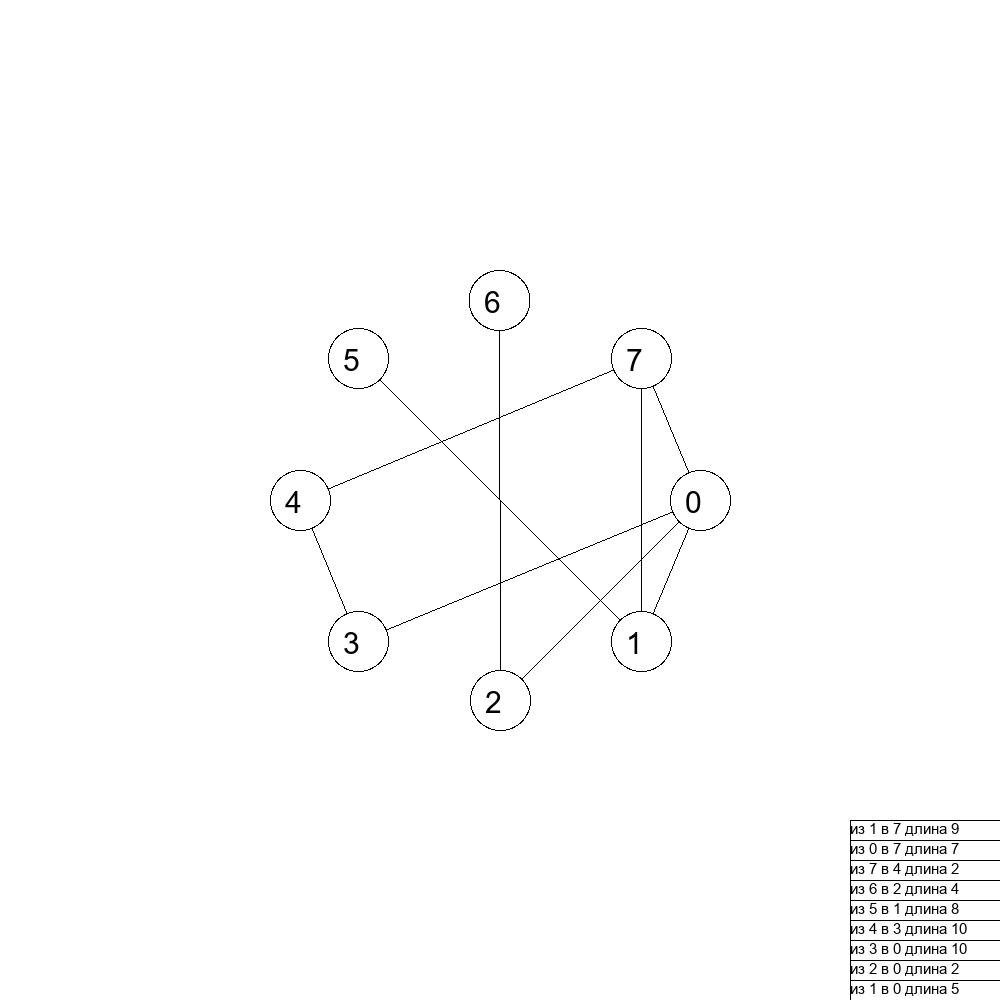 6
5
7
4
0
3
1
2
из 1 в 7 длина 9
из 0 в 7 длина 7
из 7 в 4 длина 2
из 6 в 2 длина 4
из 5 в 1 длина 8
из 4 в 3 длина 10
из 3 в 0 длина 10
из 2 в 0 длина 2
из 1 в 0 длина 5